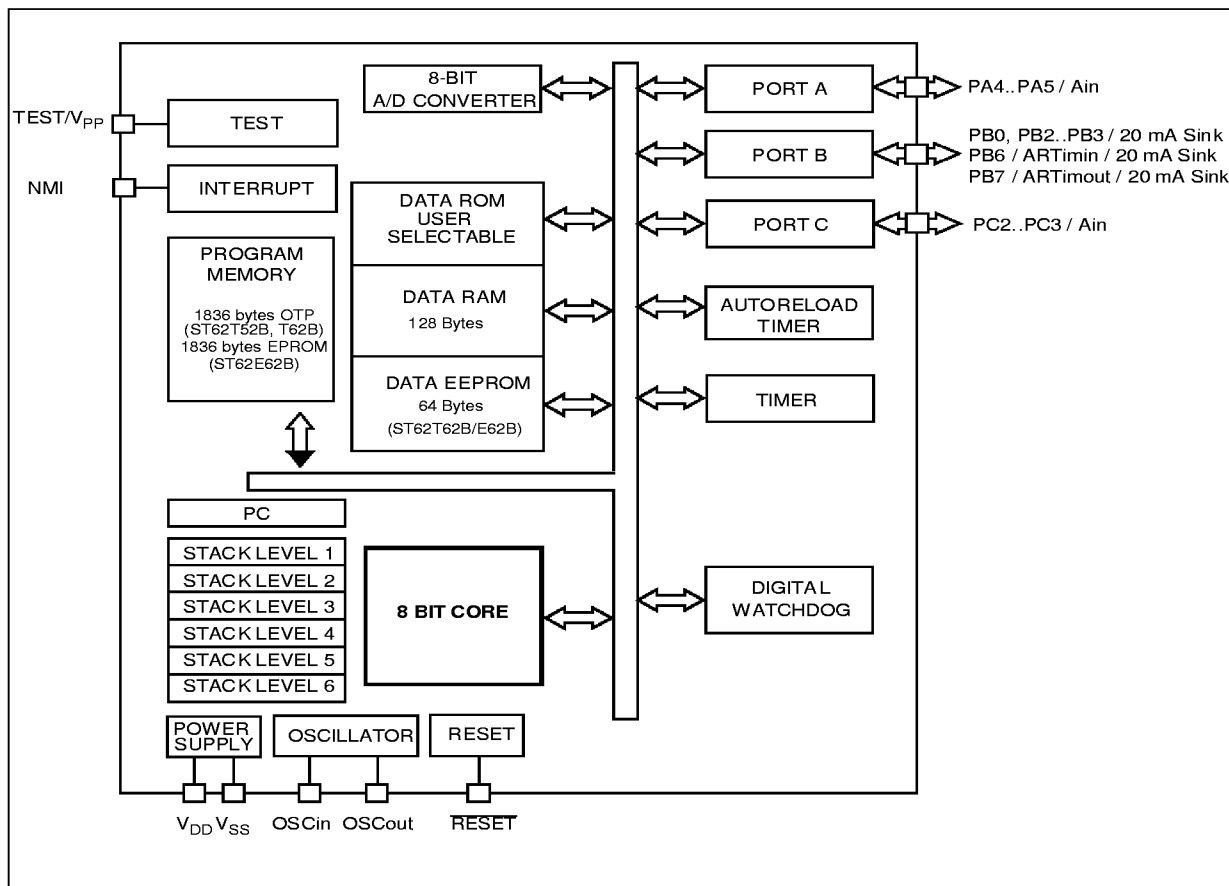 8-BIT
A/D CONVERTER
PORT A
PA4..PA5 / Ain
TEST/VPP
TEST
PORT B
PB0, PB2..PB3 / 20 mA Sink
PB6 / ARTimin / 20 mA Sink
PB7 / ARTimout / 20 mA Sink
NMI
INTERRUPT
DATA ROM
USER
SELECTABLE
PORT C
PC2..PC3 / Ain
PROGRAM
MEMORY
1836 bytes OTP
(ST62T52B, T62B)
1836 bytes EPROM
(ST62E62B)
DATA RAM
128 Bytes
AUTORELOAD
TIMER
DATA EEPROM
64 Bytes
(ST62T62B/E62B)
TIMER
PC
STACK LEVEL 1
STACK LEVEL 2
STACK LEVEL 3
STACK LEVEL 4
STACK LEVEL 5
STACK LEVEL 6
8 BIT CORE
DIGITAL
WATCHDOG
POWER
SUPPLY
OSCILLATOR
RESET
VDD
VSS
OSCin
OSCout
RESET